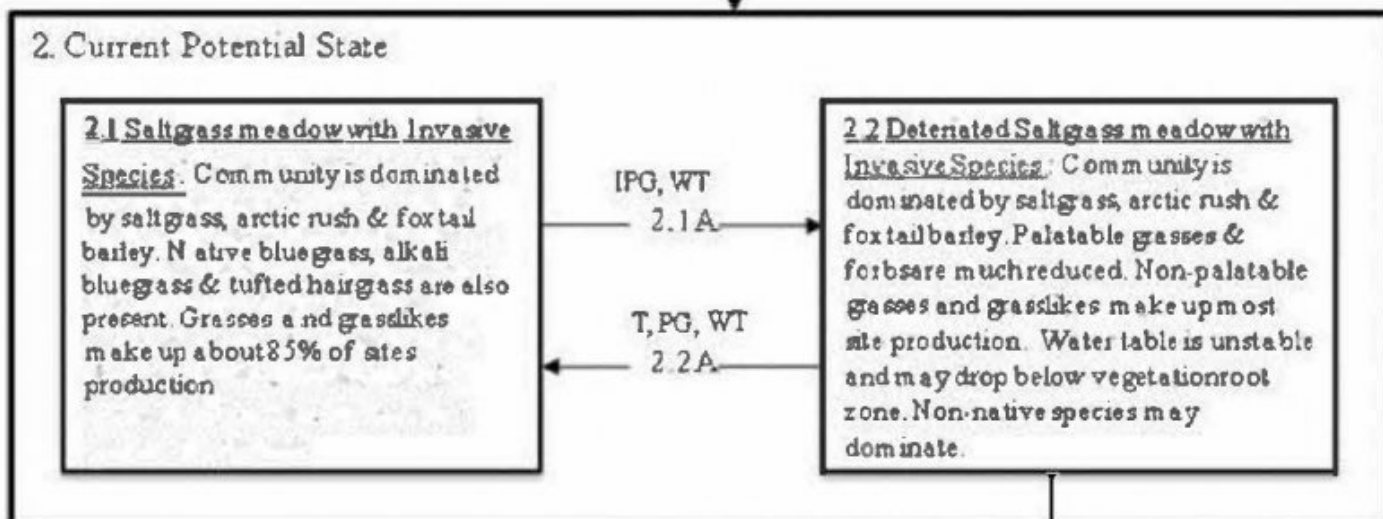 2. Current Potential State
2.1 Saltgrass meadow with Invasive
Species: Community is dominated
by saltgrass, arctic rush & foxtail
barley. Native bluegrass, alkali
bluegrass & tufted hairgrass are also
present. Grasses and grasslikes
make up about 85% of sites
production
IPG, WT
2.1A
T, PG, WT
2.2A
2.2 Deteriated Saltgrass meadow with
Invasive Species: Community is
dominated by saltgrass, arctic rush &
foxtail barley. Palatable grasses &
forbs are much reduced. Non-palatable
grasses and grasslikes make up most
site production. Water table is unstable
and may drop below vegetation root
zone. Non-native species may
dominate.